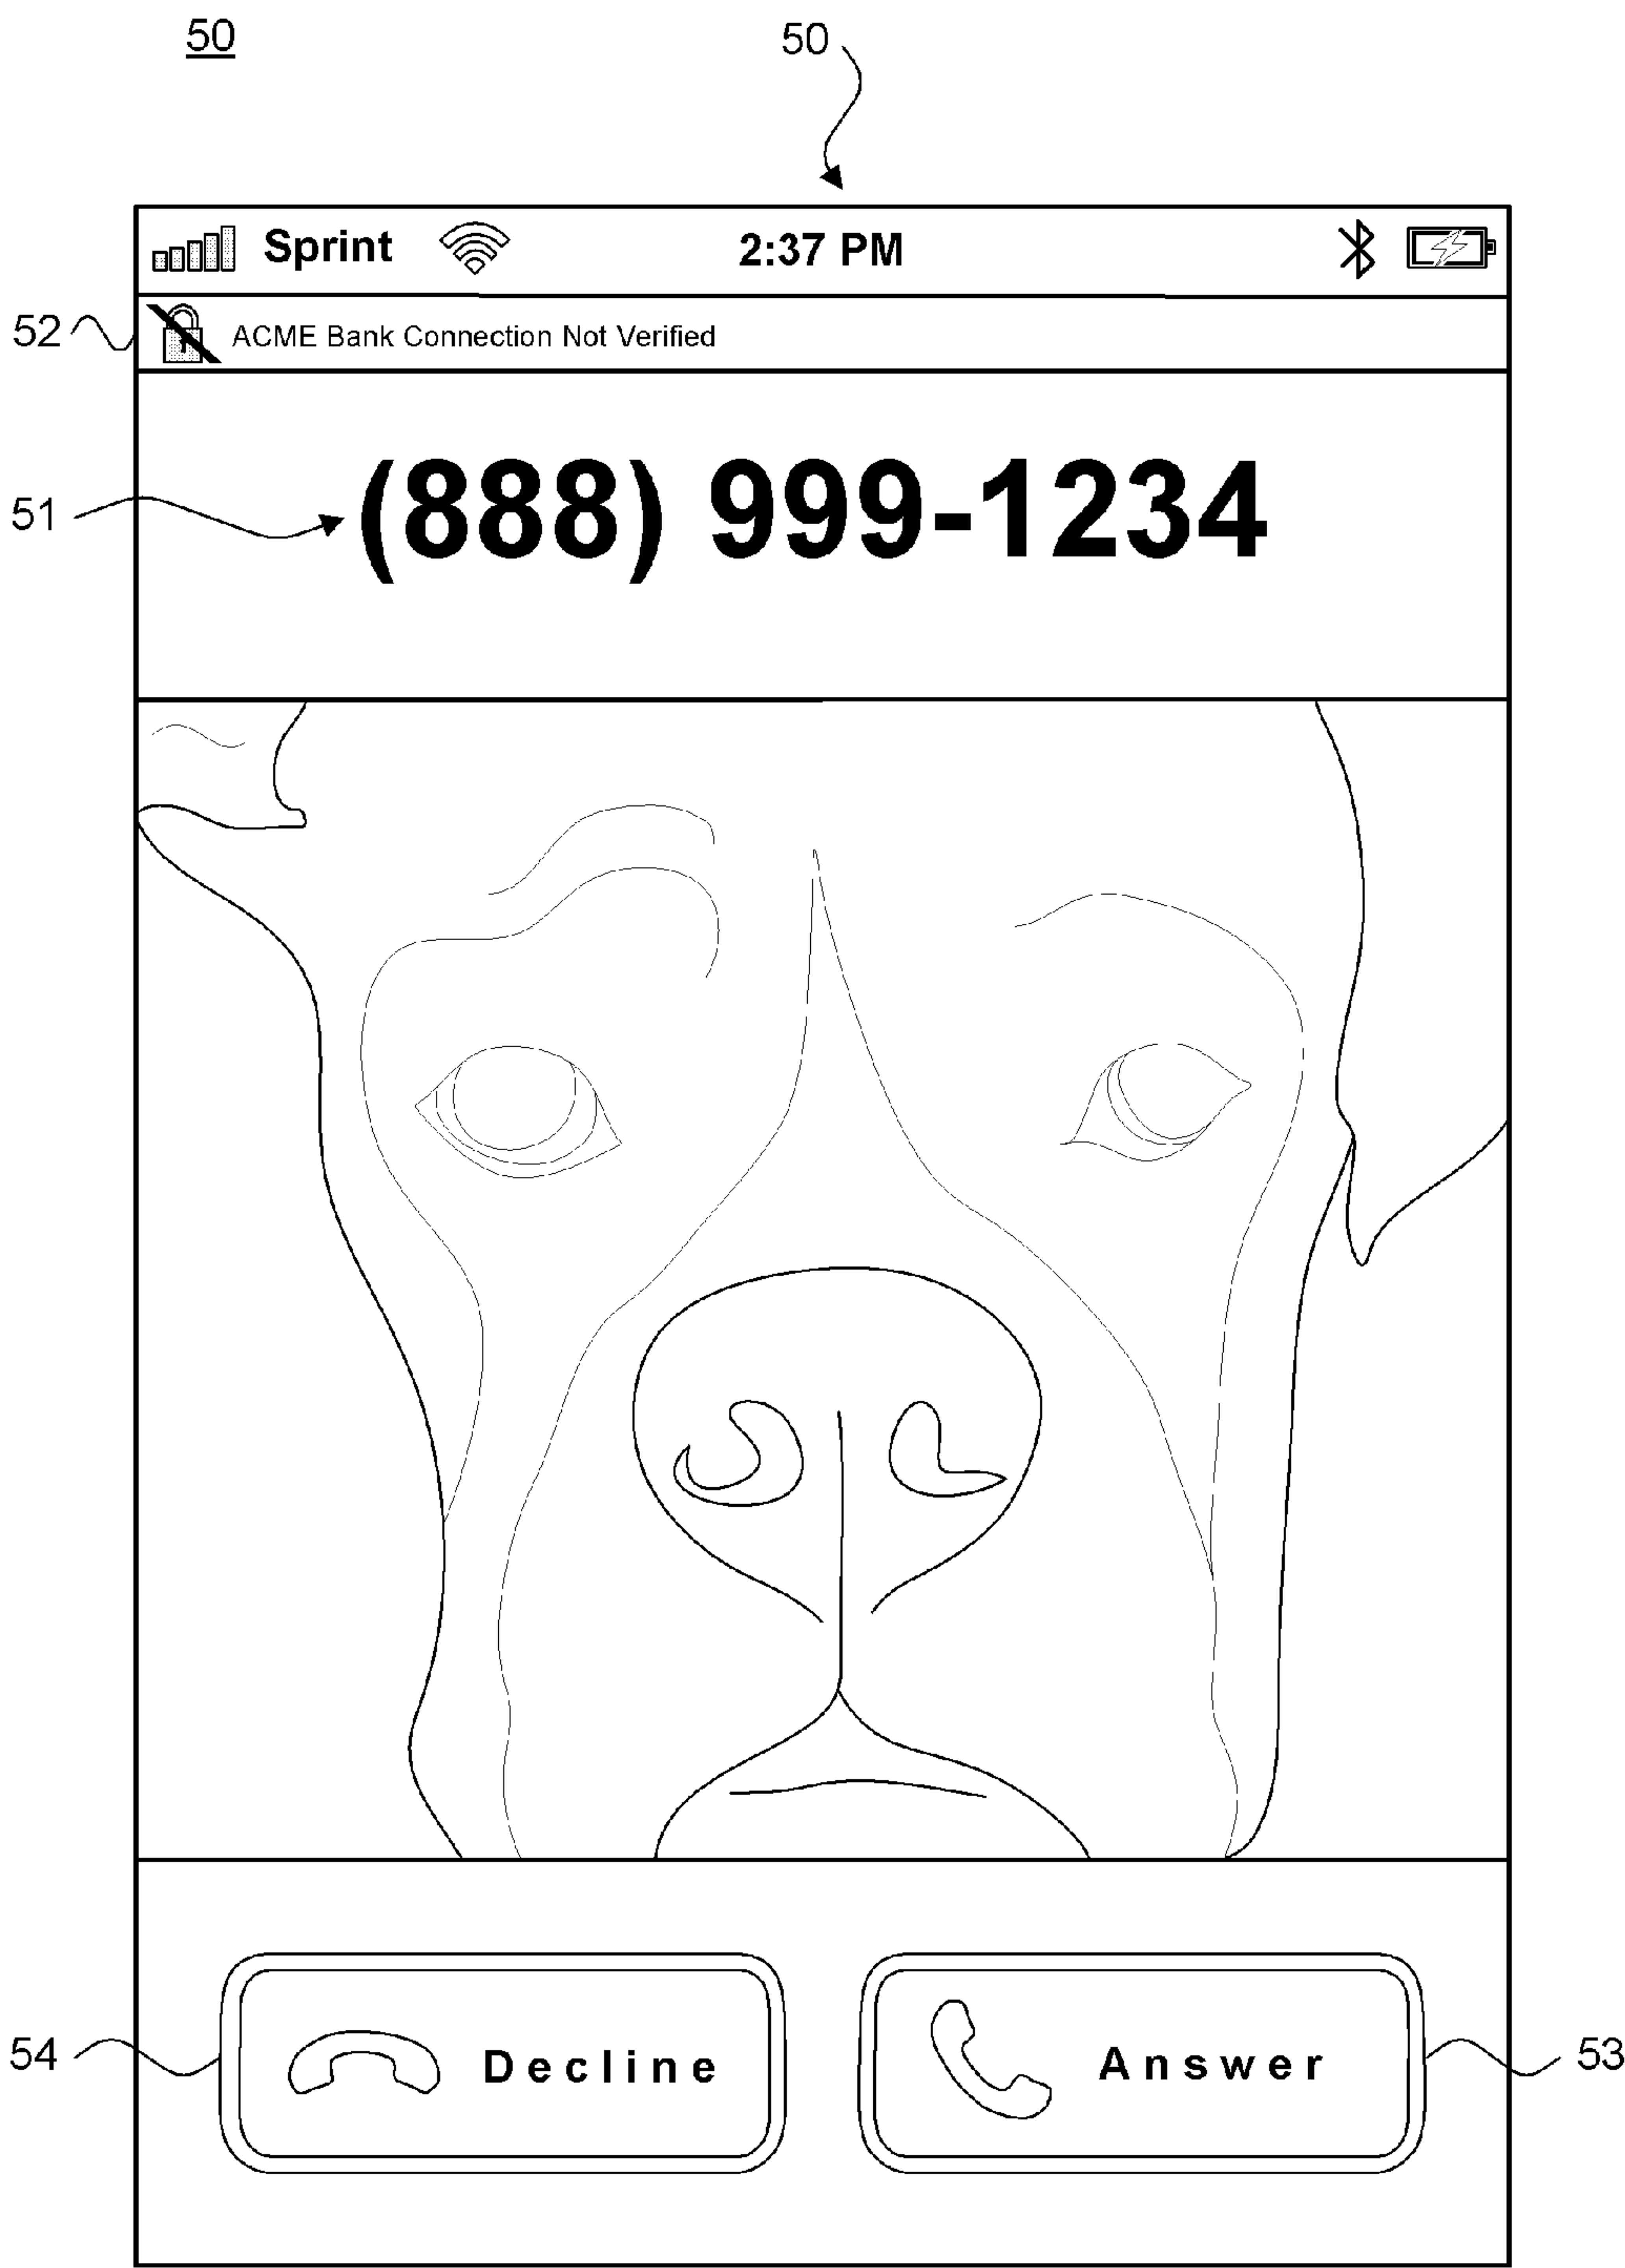 50
50
Sprint 2:37 PM
52
ACME Bank Connection Not Verified
51
(888) 999-1234
54
Decline
Answer
53